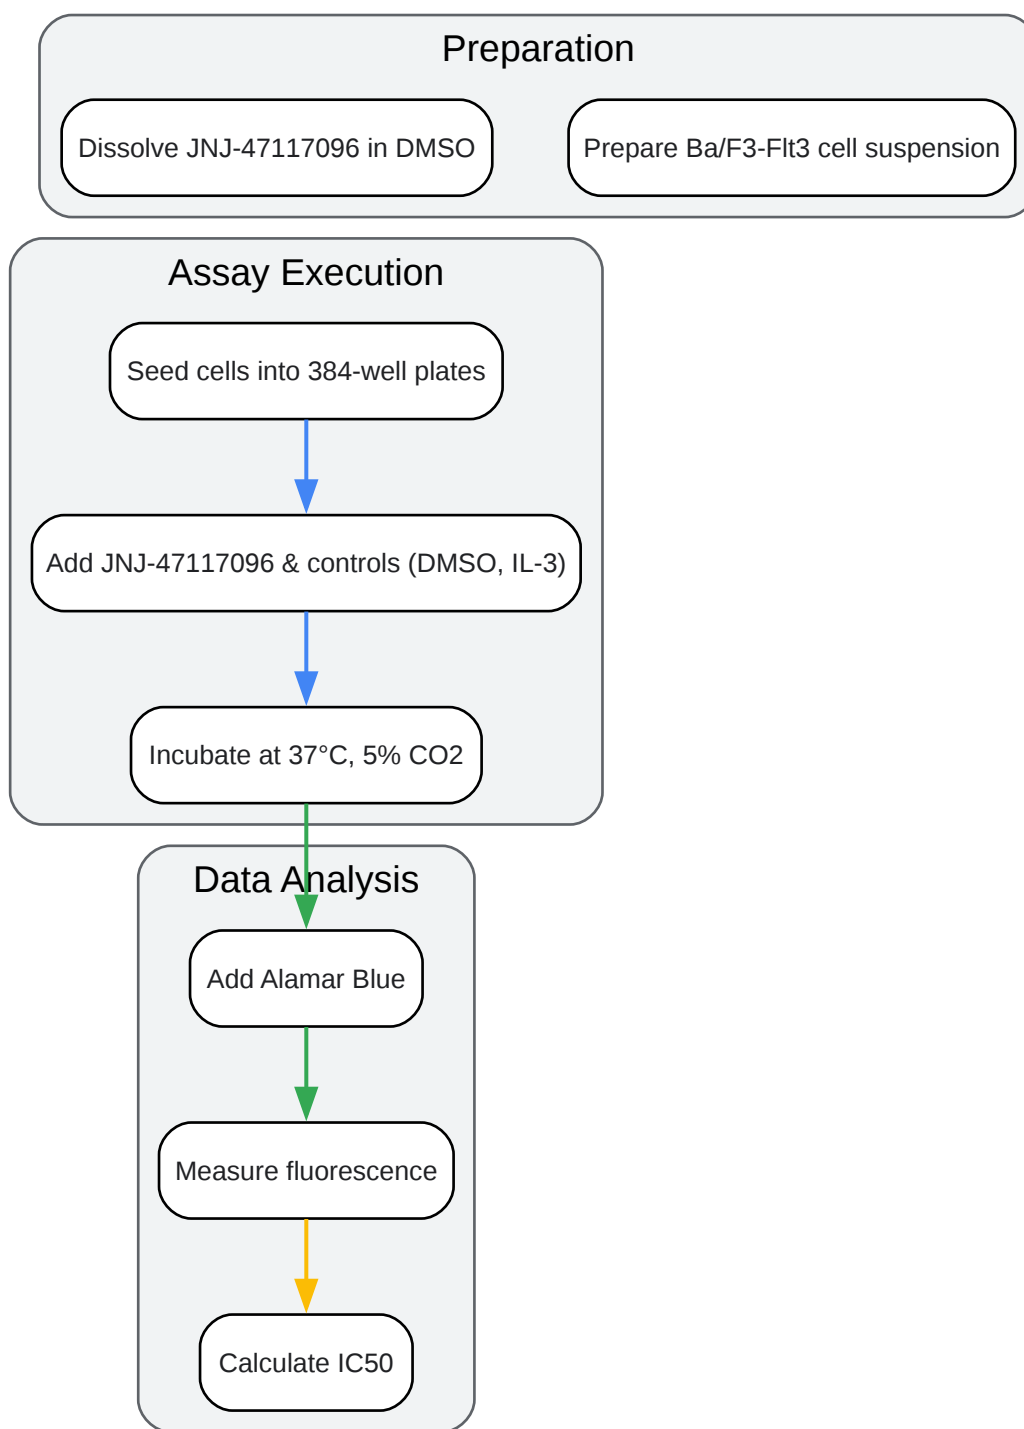 Preparation
Dissolve JNJ-47117096 in DMSO
Prepare Ba/F3-Flt3 cell suspension
Assay Execution
Seed cells into 384-well plates
Add JNJ-47117096 & controls (DMSO, IL-3)
Incubate at 37°C, 5% CO2
Data Analysis
Add Alamar Blue
Measure fluorescence
Calculate IC50